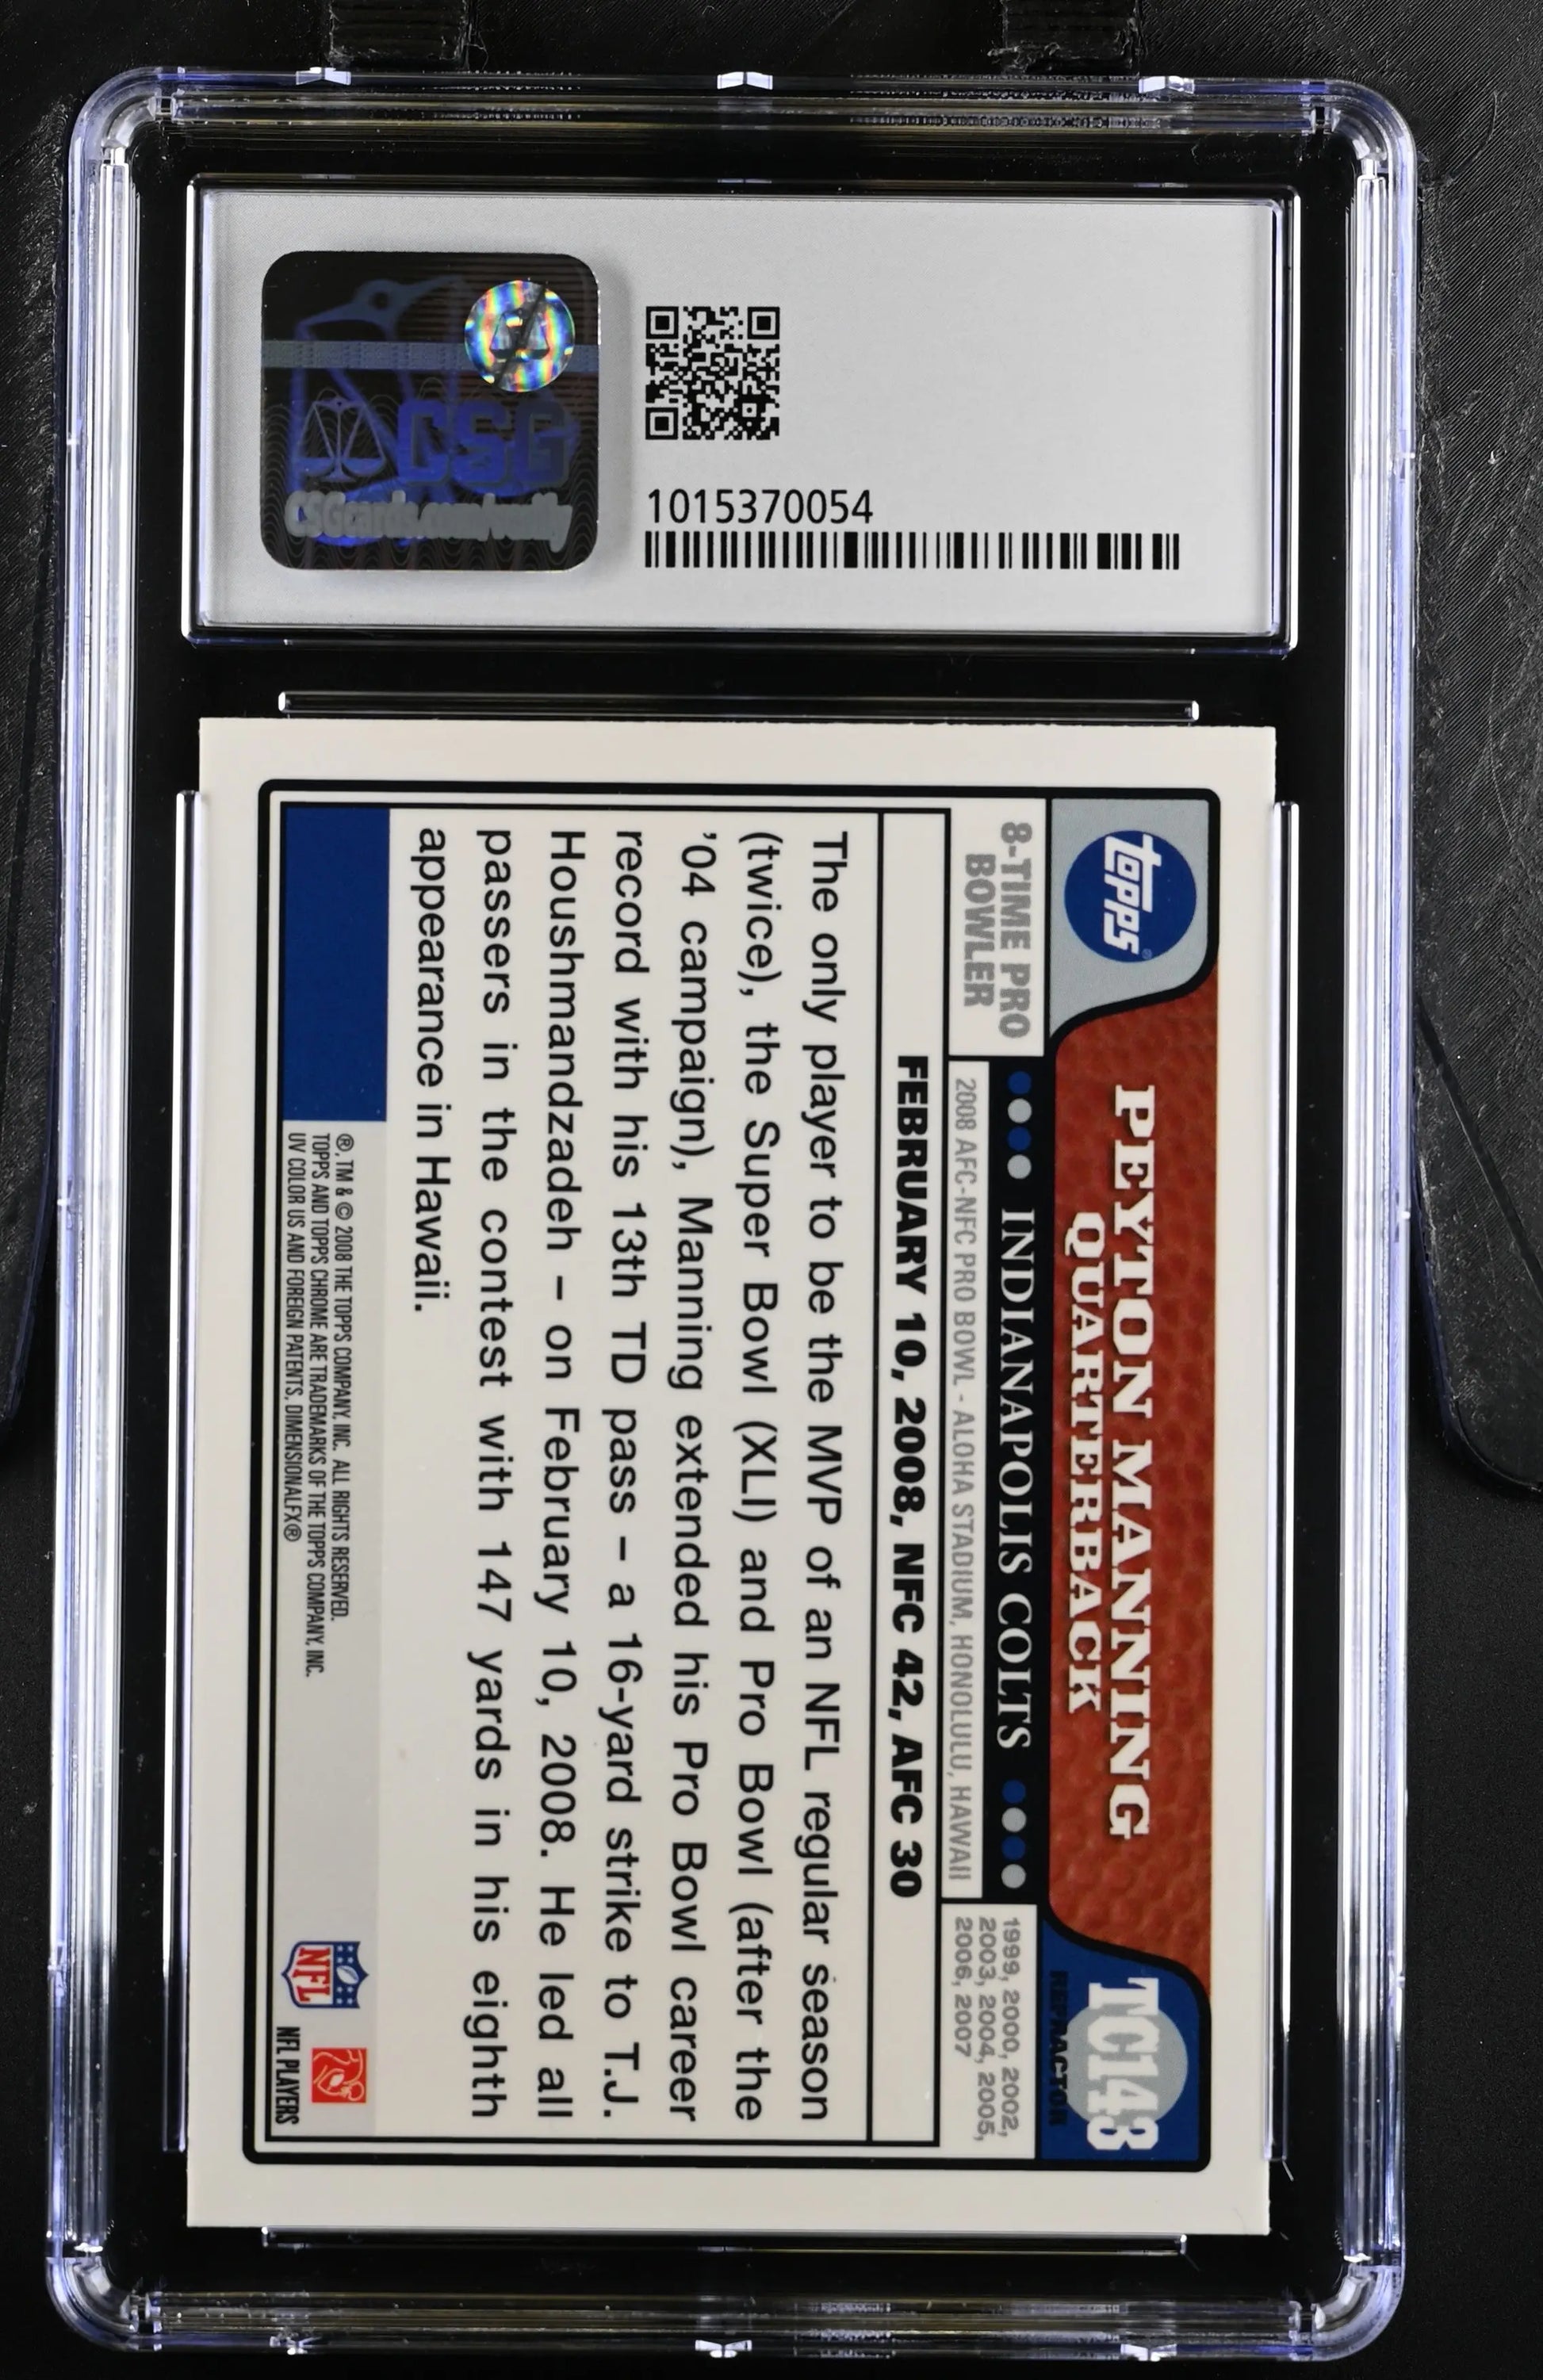 CSG
CSGcards.com/verify
1015370054
topps
PEYTON MANNING
QUARTERBACK
TC143
REFRACTOR
8-TIME PRO
BOWLER
INDIANAPOLIS COLTS
2008 AFC-NFC PRO BOWL - ALOHA STADIUM, HONOLULU, HAWAII
1999, 2000, 2002,
2003, 2004, 2005,
2006, 2007
FEBRUARY 10, 2008, NFC 42, AFC 30
The only player to be the MVP of an NFL regular season
(twice), the Super Bowl (XLI) and Pro Bowl (after the
'04 campaign), Manning extended his Pro Bowl career
record with his 13th TD pass – a 16-yard strike to T.J.
Houshmandzadeh – on February 10, 2008. He led all
passers in the contest with 147 yards in his eighth
appearance in Hawaii.
®, TM & © 2008 THE TOPPS COMPANY, INC. ALL RIGHTS RESERVED.
TOPPS AND TOPPS CHROME ARE TRADEMARKS OF THE TOPPS COMPANY, INC.
UV COLOR US AND FOREIGN PATENTS. DIMENSIONALFX®
NFL
NFL PLAYERS